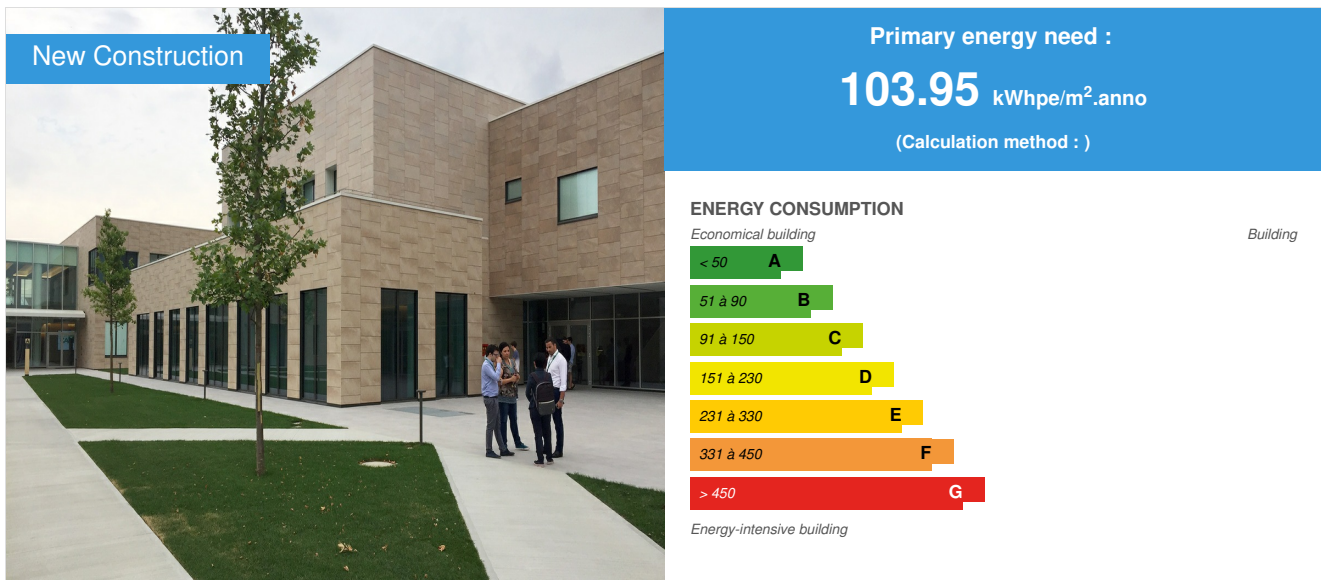 New Construction
Primary energy need :
103.95 kWhpe/m².anno
(Calculation method : )
ENERGY CONSUMPTION
Economical building
Building
< 50 A
51 à 90 B
91 à 150 C
151 à 230 D
231 à 330 E
331 à 450 F
> 450 G
Energy-intensive building